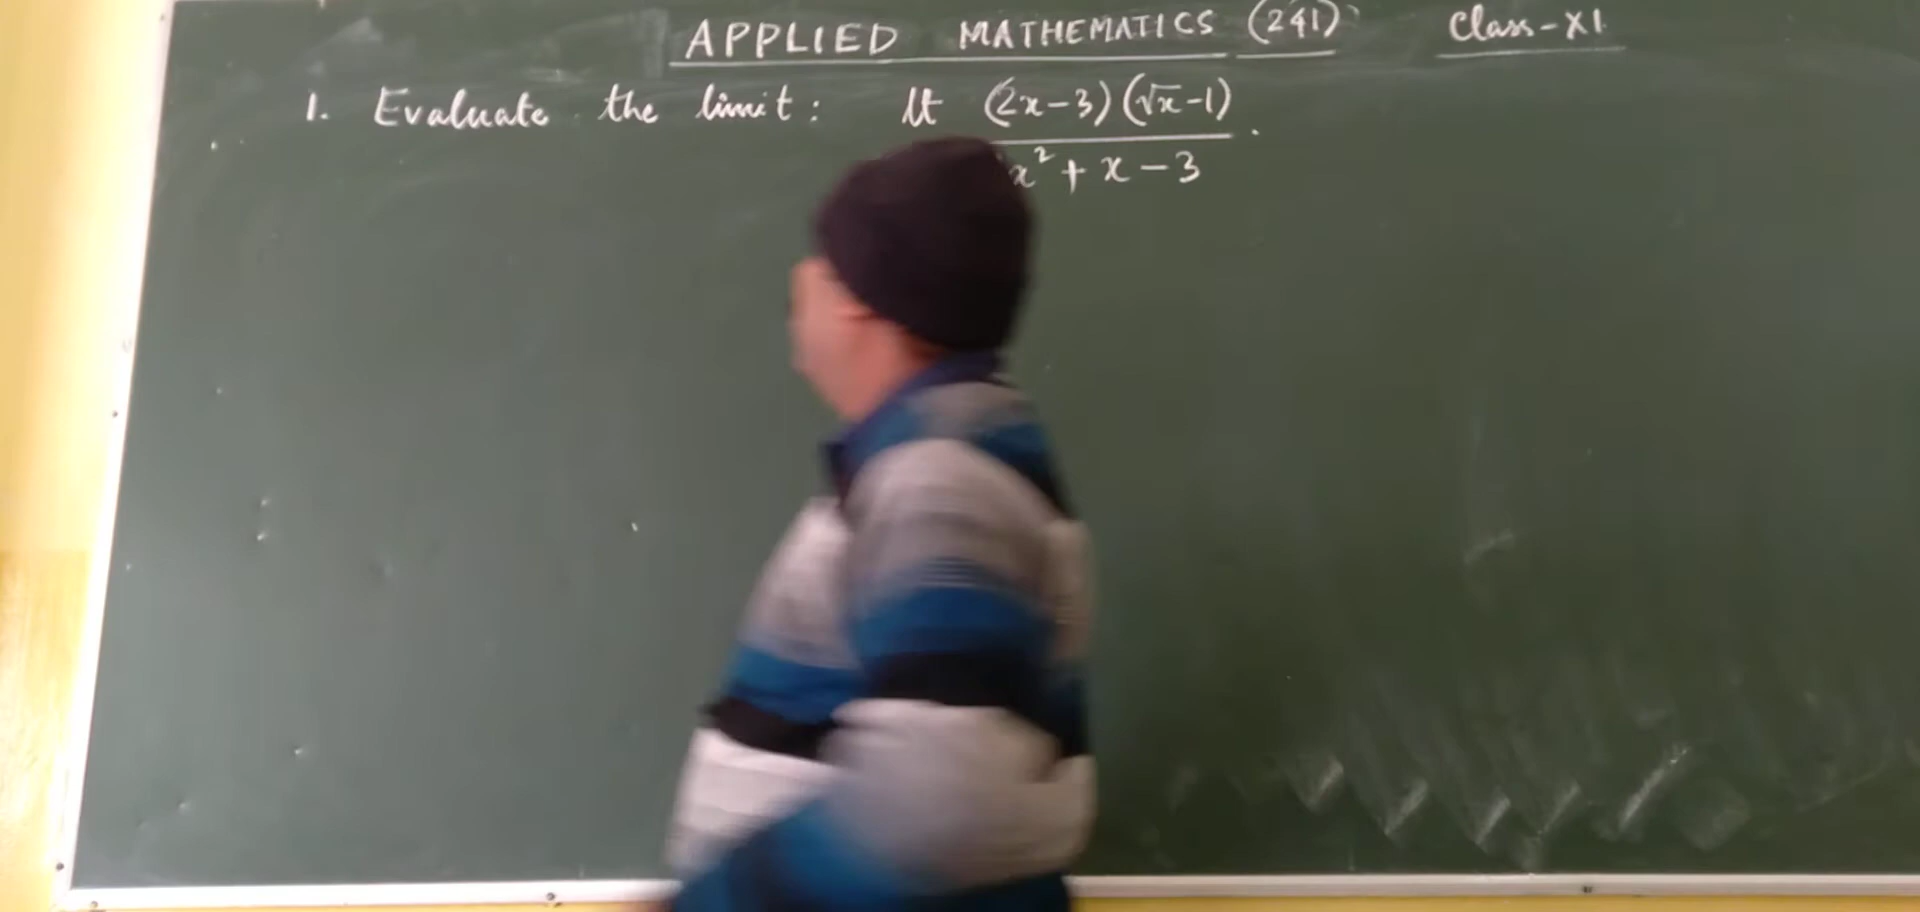 APPLIED MATHEMATICS (241) Class-XI
1. Evaluate the limit: lt (2x-3)(√x-1)
x² + x - 3 .